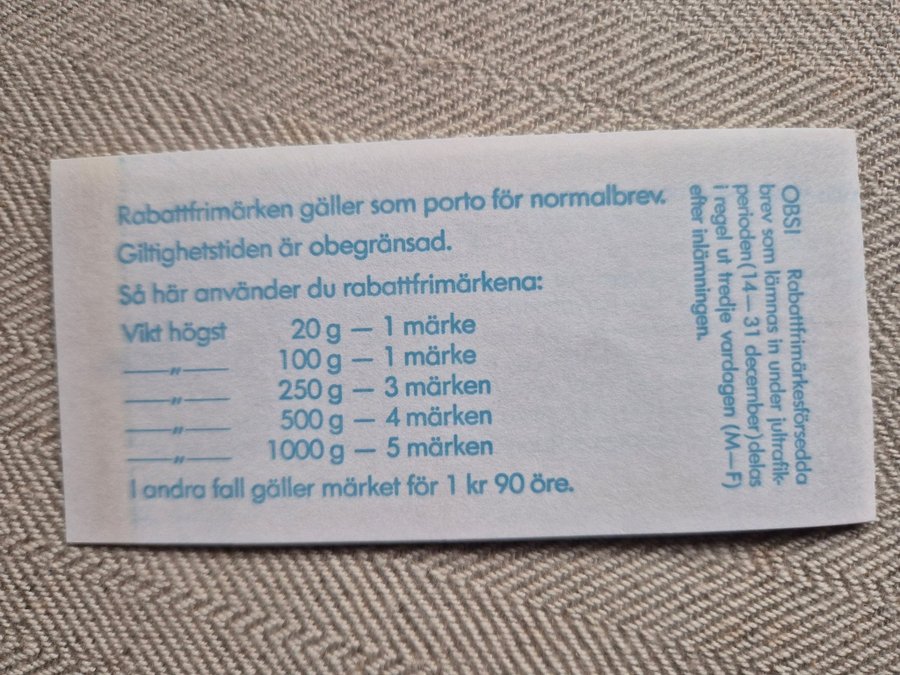 Rabattfrimärken gäller som porto för normalbrev.
Giltighetstiden är obegränsad.
Så här använder du rabattfrimärkena:
Vikt högst 20 g — 1 märke
—„— 100 g — 1 märke
—„— 250 g — 3 märken
—„— 500 g — 4 märken
—„— 1000 g — 5 märken
I andra fall gäller märket för 1 kr 90 öre.
OBS! Rabattfrimärkesförsedda
brev som lämnas in under jultrafik-
perioden (14—31 december) delas
i regel ut tredje vardagen (M—F)
efter inlämningen.